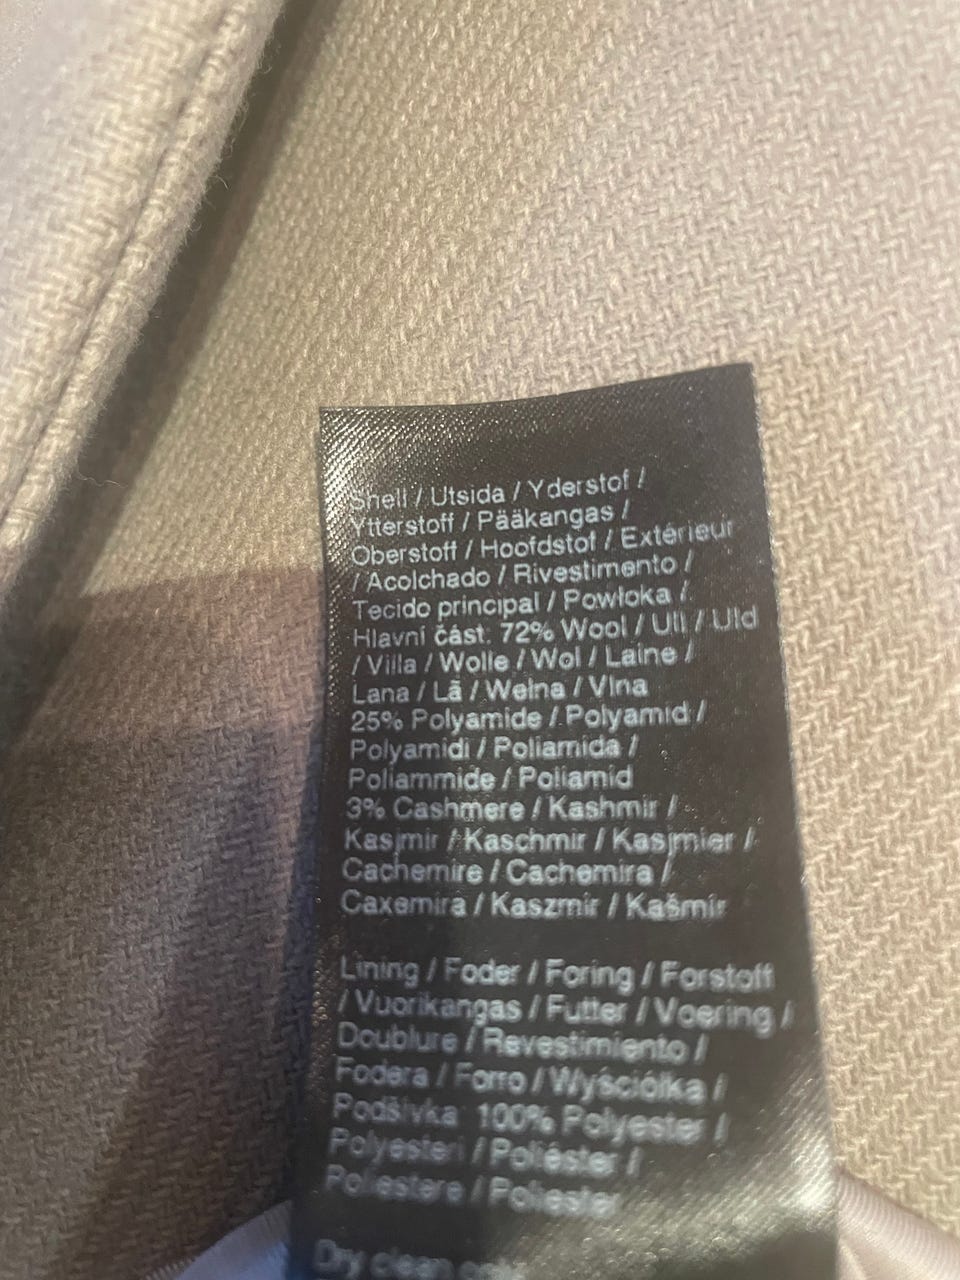 Shell / Utsida / Yderstof /
Ytterstoff / Pääkangas /
Oberstoff / Hoofdstof / Extérieur
/ Acolchado / Rivestimento /
Tecido principal / Powłoka /
Hlavní část: 72% Wool / Ull / Uld
/ Villa / Wolle / Wol / Laine /
Lana / Lã / Wełna / Vlna
25% Polyamide / Polyamid /
Polyamidi / Poliamida /
Poliammide / Poliamid
3% Cashmere / Kashmir /
Kasjmir / Kaschmir / Kasjmier /
Cachemire / Cachemira /
Caxemira / Kaszmir / Kašmír
Lining / Foder / Foring / Forstoff
/ Vuorikangas / Futter / Voering /
Doublure / Revestimiento /
Fodera / Forro / Wyściółka /
Podšívka: 100% Polyester /
Polyesteri / Poliéster /
Poliestere / Poliester
Dry clean